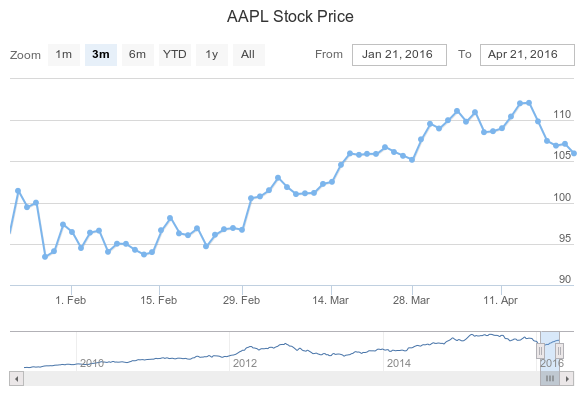 AAPL Stock Price
Zoom 1m 3m 6m YTD 1y All From Jan 21, 2016 To Apr 21, 2016
110
105
100
95
90
1. Feb 15. Feb 29. Feb 14. Mar 28. Mar 11. Apr
2010 2012 2014 2016